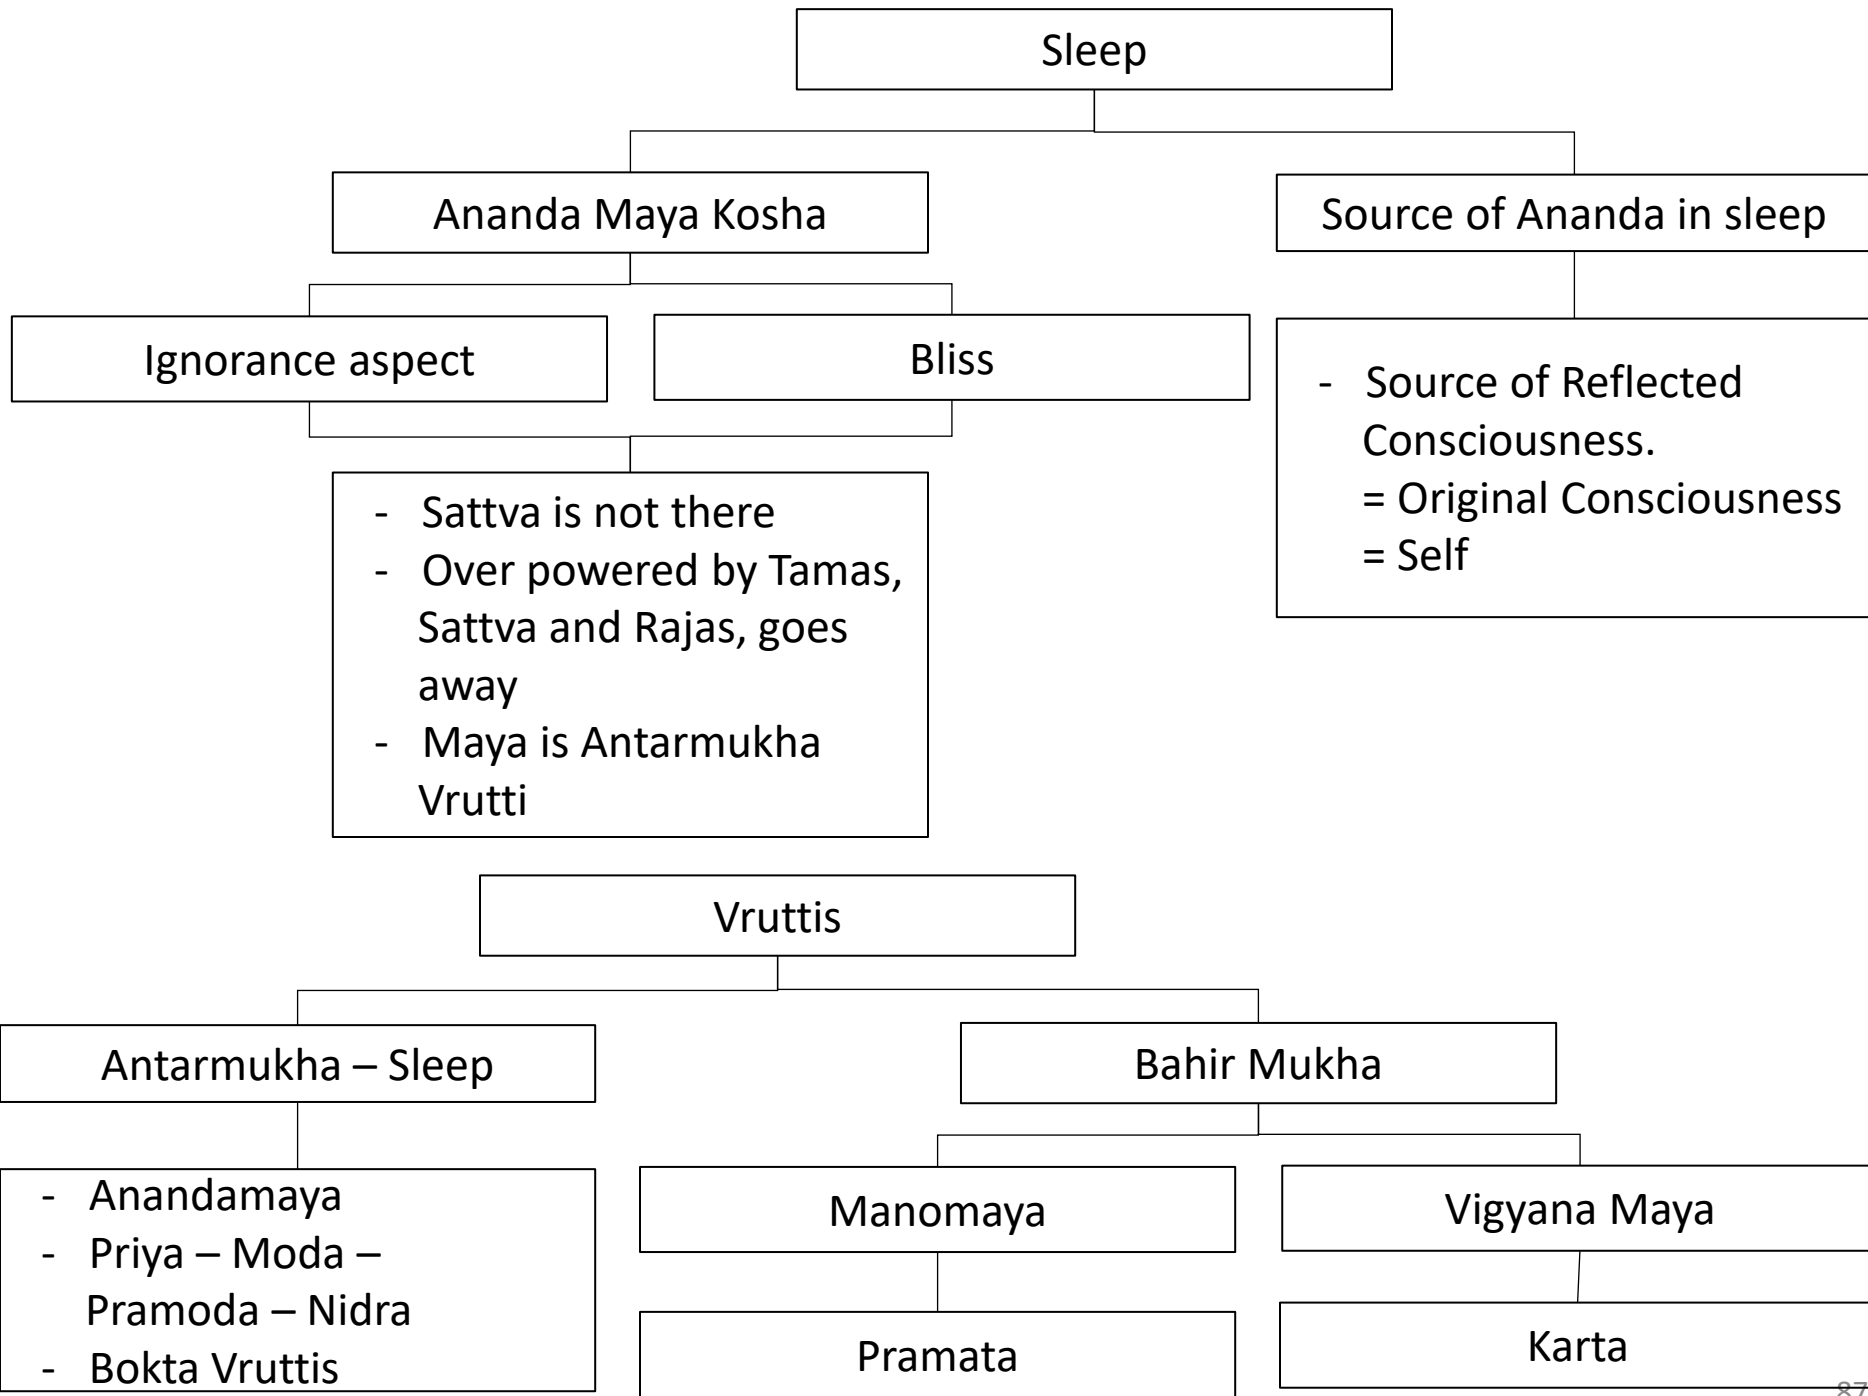 Sleep
Ananda Maya Kosha
Source of Ananda in sleep
Ignorance aspect
Bliss
- Source of Reflected
Consciousness.
= Original Consciousness
= Self
- Sattva is not there
- Over powered by Tamas,
Sattva and Rajas, goes
away
- Maya is Antarmukha
Vrutti
Vruttis
Antarmukha – Sleep
Bahir Mukha
- Anandamaya
- Priya – Moda –
Pramoda – Nidra
- Bokta Vruttis
Manomaya
Vigyana Maya
Pramata
Karta
87